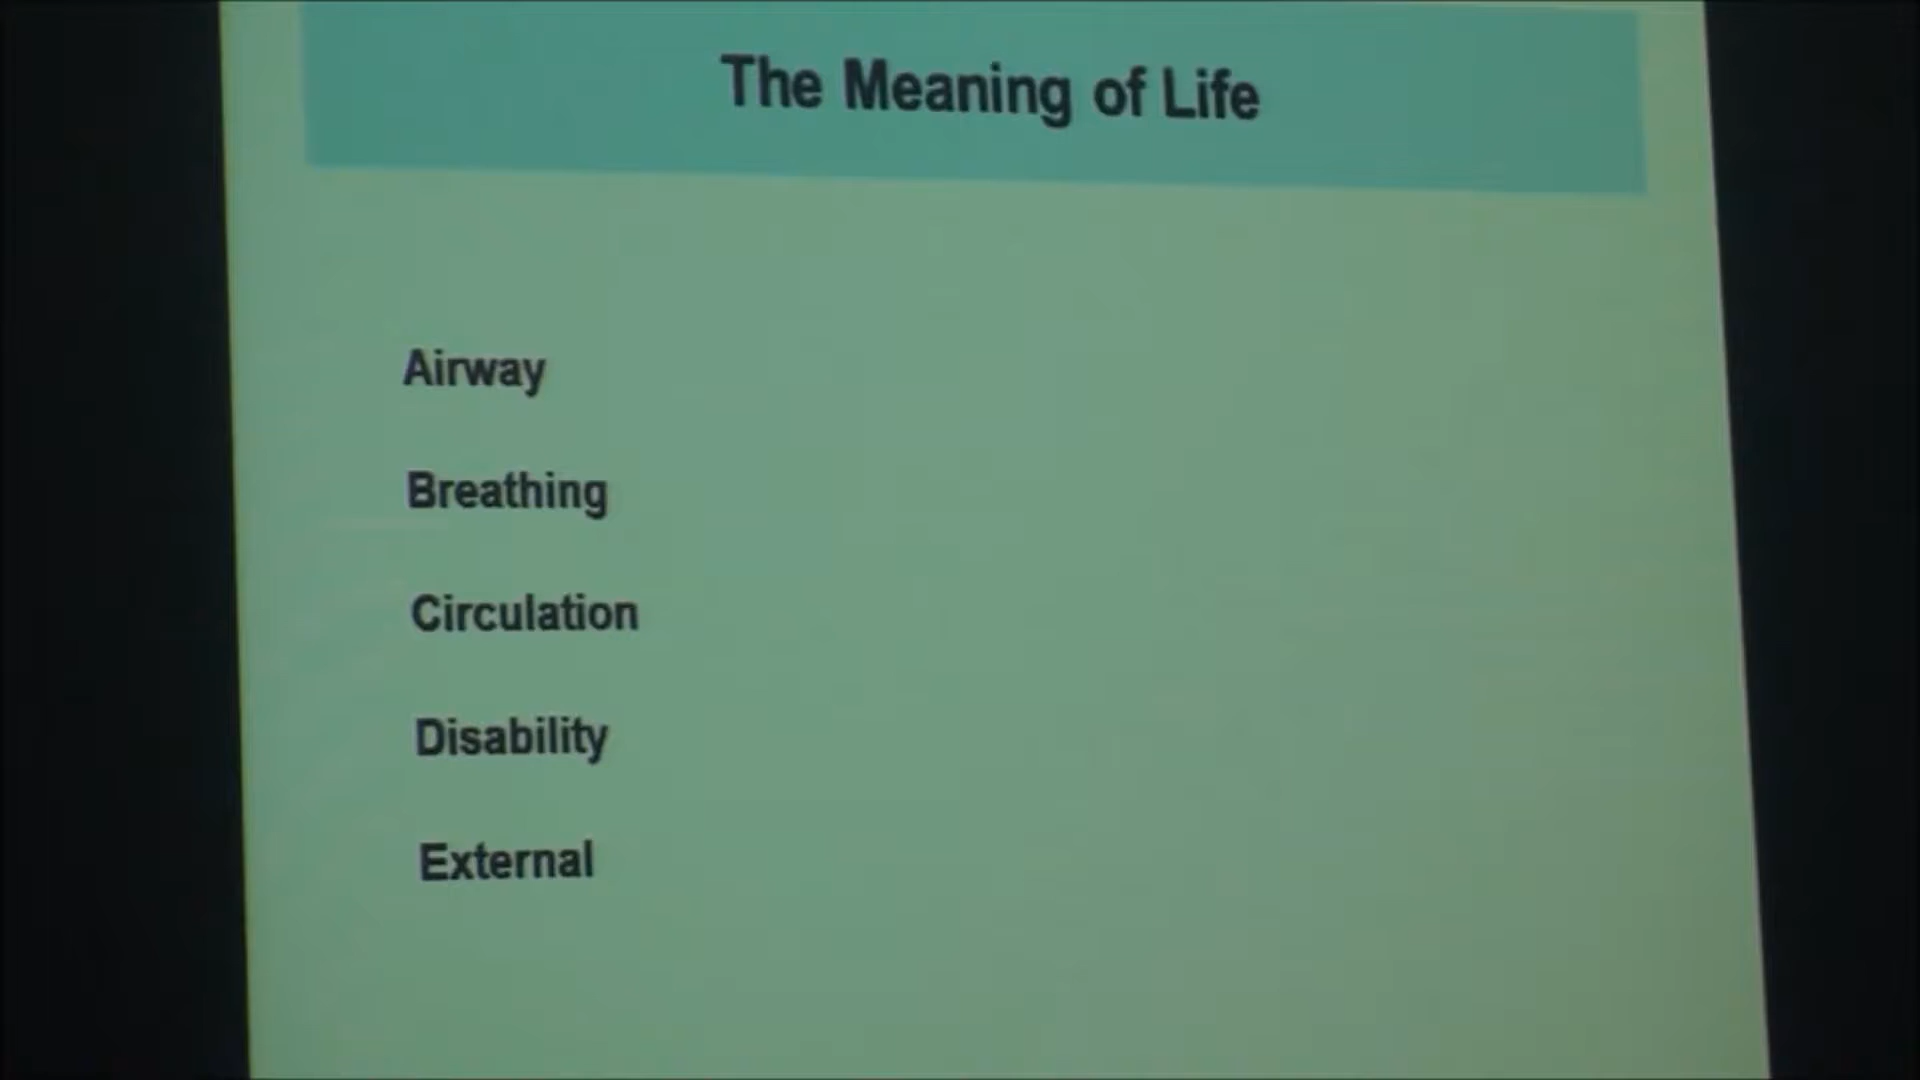 The Meaning of Life
Airway
Breathing
Circulation
Disability
External